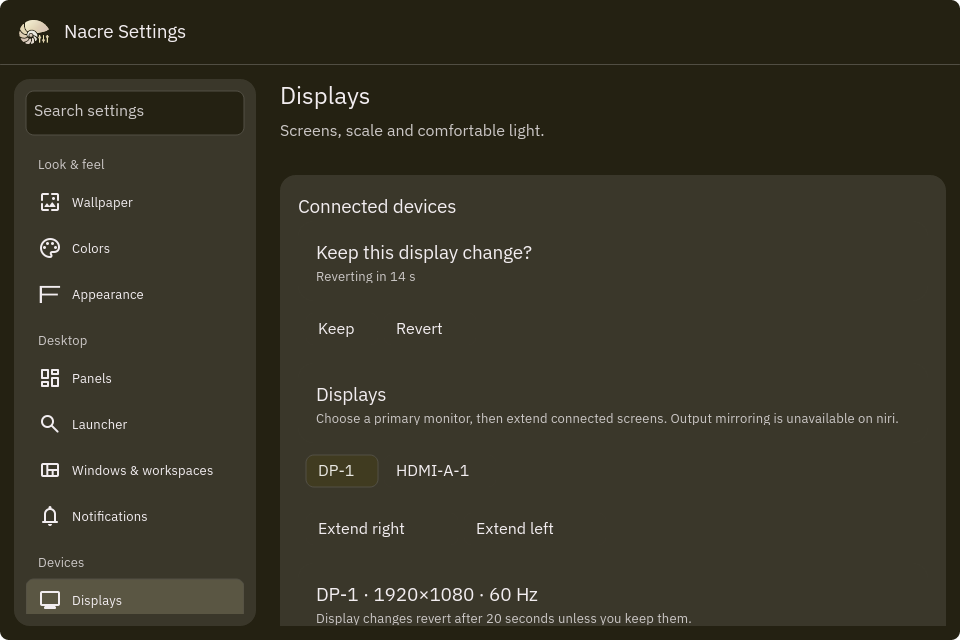 Nacre Settings
Search settings
Look & feel
Wallpaper
Colors
Appearance
Desktop
Panels
Launcher
Windows & workspaces
Notifications
Devices
Displays
Displays
Screens, scale and comfortable light.
Connected devices
Keep this display change?
Reverting in 14 s
Keep Revert
Displays
Choose a primary monitor, then extend connected screens. Output mirroring is unavailable on niri.
DP-1 HDMI-A-1
Extend right Extend left
DP-1 · 1920×1080 · 60 Hz
Display changes revert after 20 seconds unless you keep them.